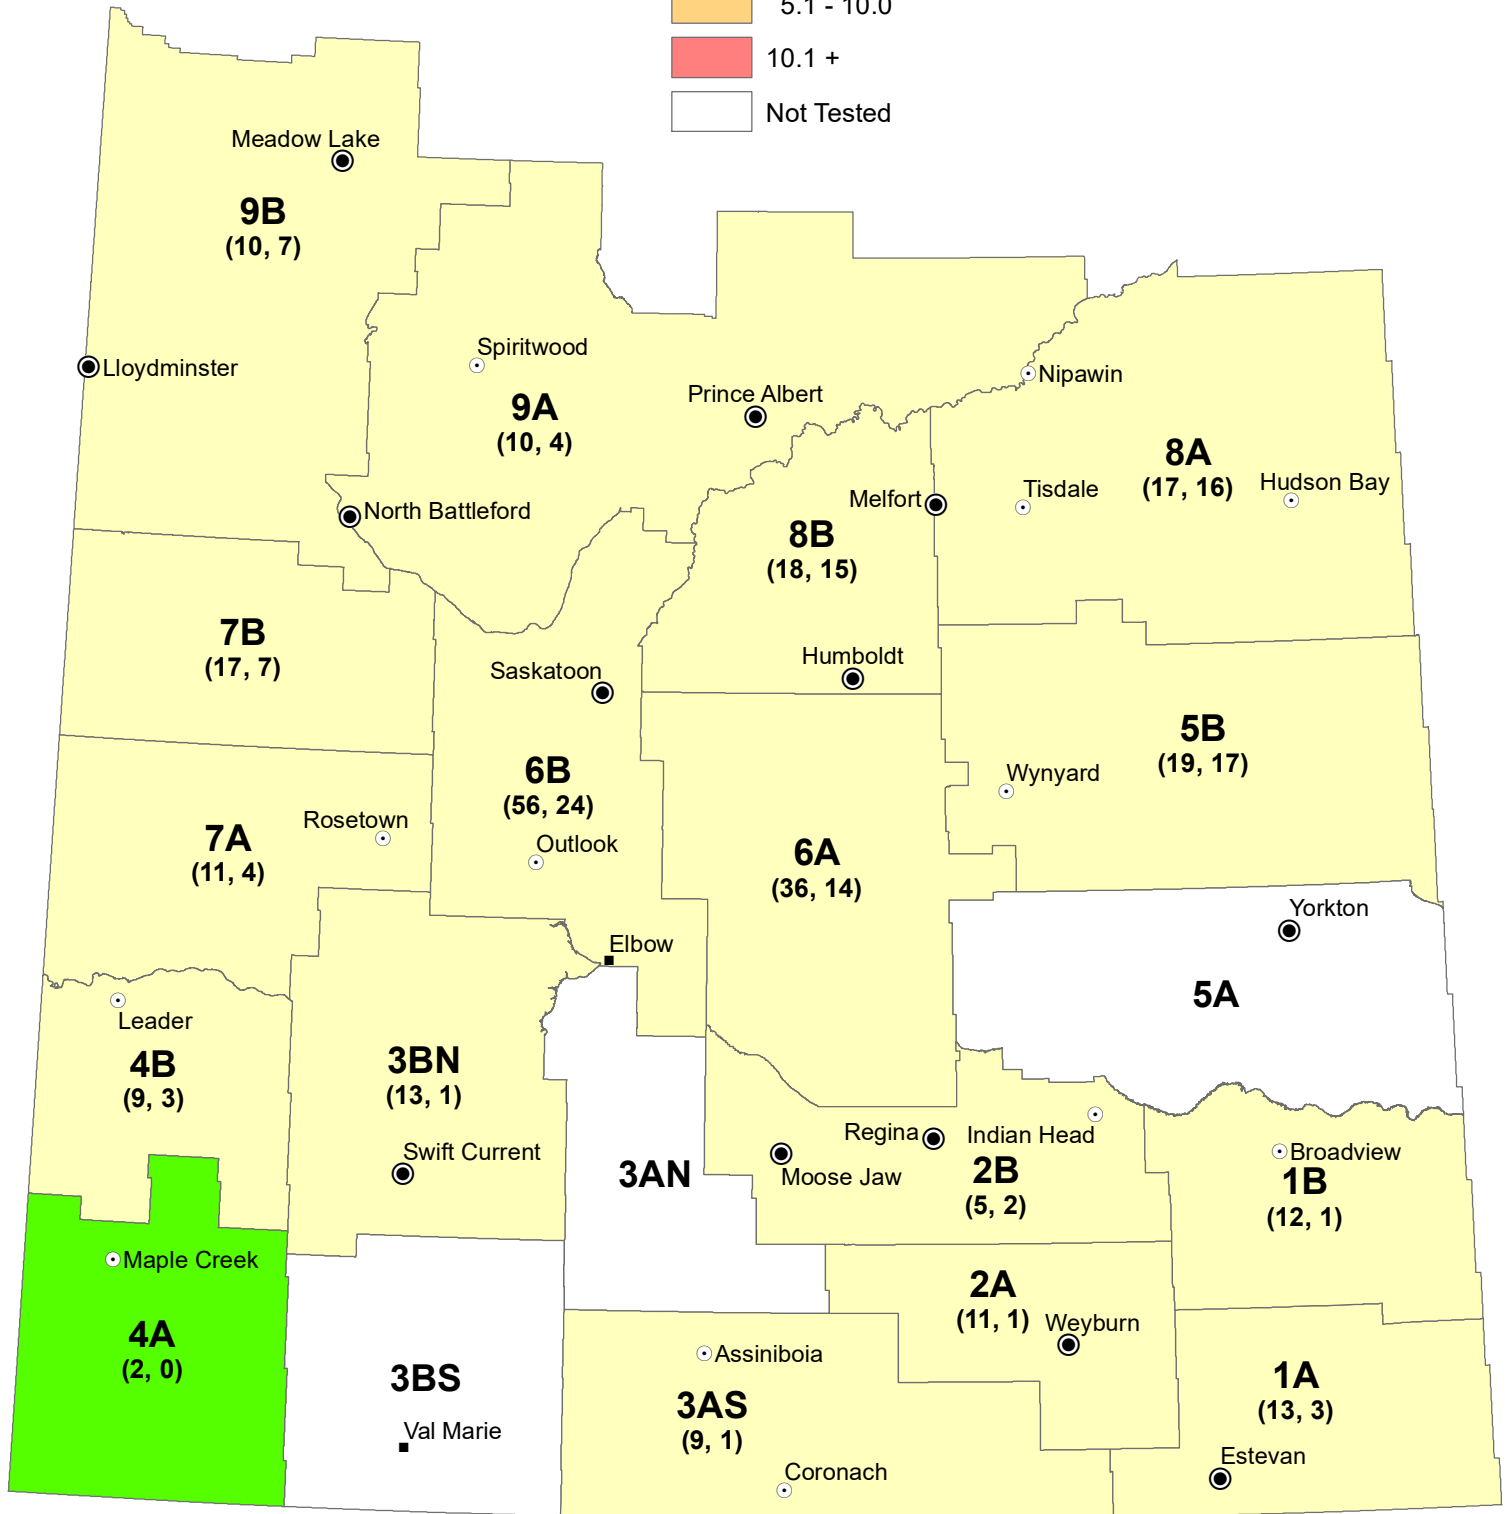 5.1 - 10.0
10.1 +
Not Tested
Meadow Lake
9B
(10, 7)
Spiritwood
Lloydminster
Nipawin
Prince Albert
9A
(10, 4)
8A
(17, 16)
Hudson Bay
Tisdale
Melfort
North Battleford
8B
(18, 15)
7B
(17, 7)
Humboldt
Saskatoon
5B
(19, 17)
Wynyard
6B
(56, 24)
Rosetown
7A
(11, 4)
Outlook
6A
(36, 14)
Yorkton
Elbow
5A
Leader
4B
(9, 3)
3BN
(13, 1)
Regina
Indian Head
Swift Current
Broadview
3AN
Moose Jaw
2B
(5, 2)
1B
(12, 1)
Maple Creek
2A
(11, 1)
Weyburn
4A
(2, 0)
Assiniboia
3BS
1A
(13, 3)
3AS
(9, 1)
Val Marie
Estevan
Coronach